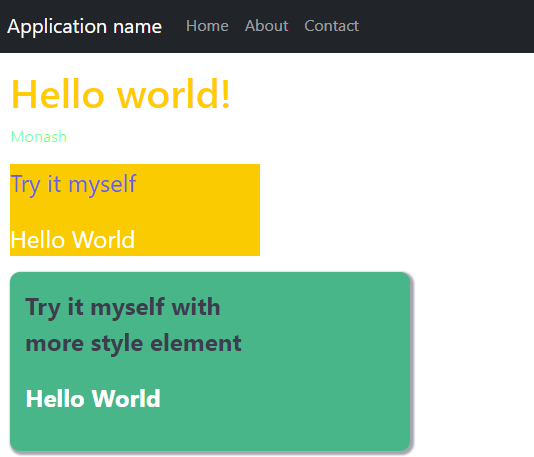 Application name Home About Contact
Hello world!
Monash
Try it myself
Hello World
Try it myself with
more style element
Hello World